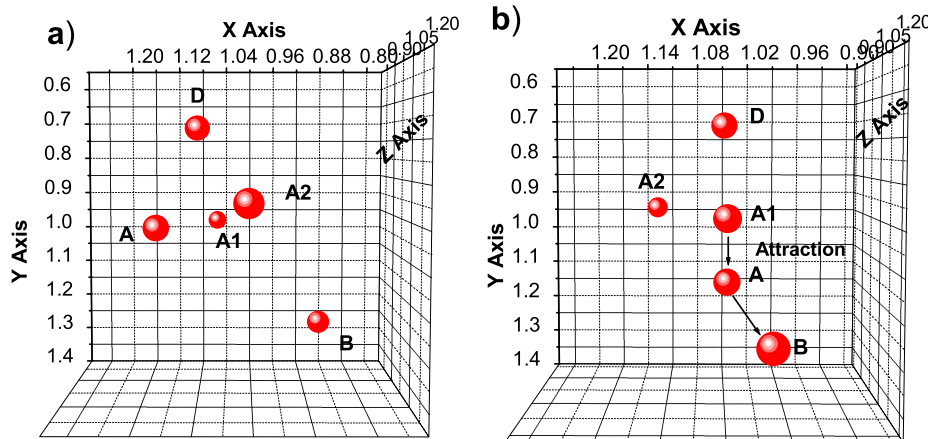 a)
X Axis
1.20 1.12 1.04 0.96 0.88 0.80
0.90 1.05 1.20
Z Axis
Y Axis
0.6
0.7
0.8
0.9
1.0
1.1
1.2
1.3
1.4
D
A2
A
A1
B
b)
X Axis
1.20 1.14 1.08 1.02 0.96 0.90
0.90 1.05 1.20
Z Axis
Y Axis
0.6
0.7
0.8
0.9
1.0
1.1
1.2
1.3
1.4
D
A2
A1
Attraction
A
B